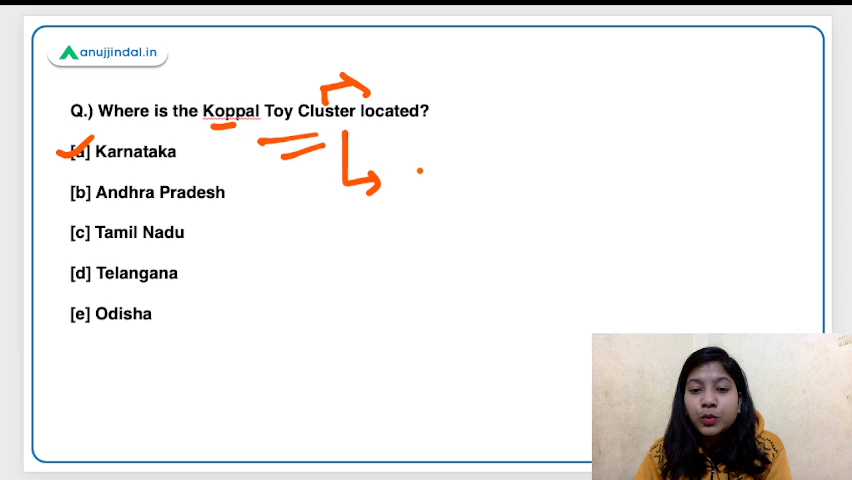 anujjindal.in
Q.) Where is the Koppal Toy Cluster located?
[a] Karnataka
[b] Andhra Pradesh
[c] Tamil Nadu
[d] Telangana
[e] Odisha